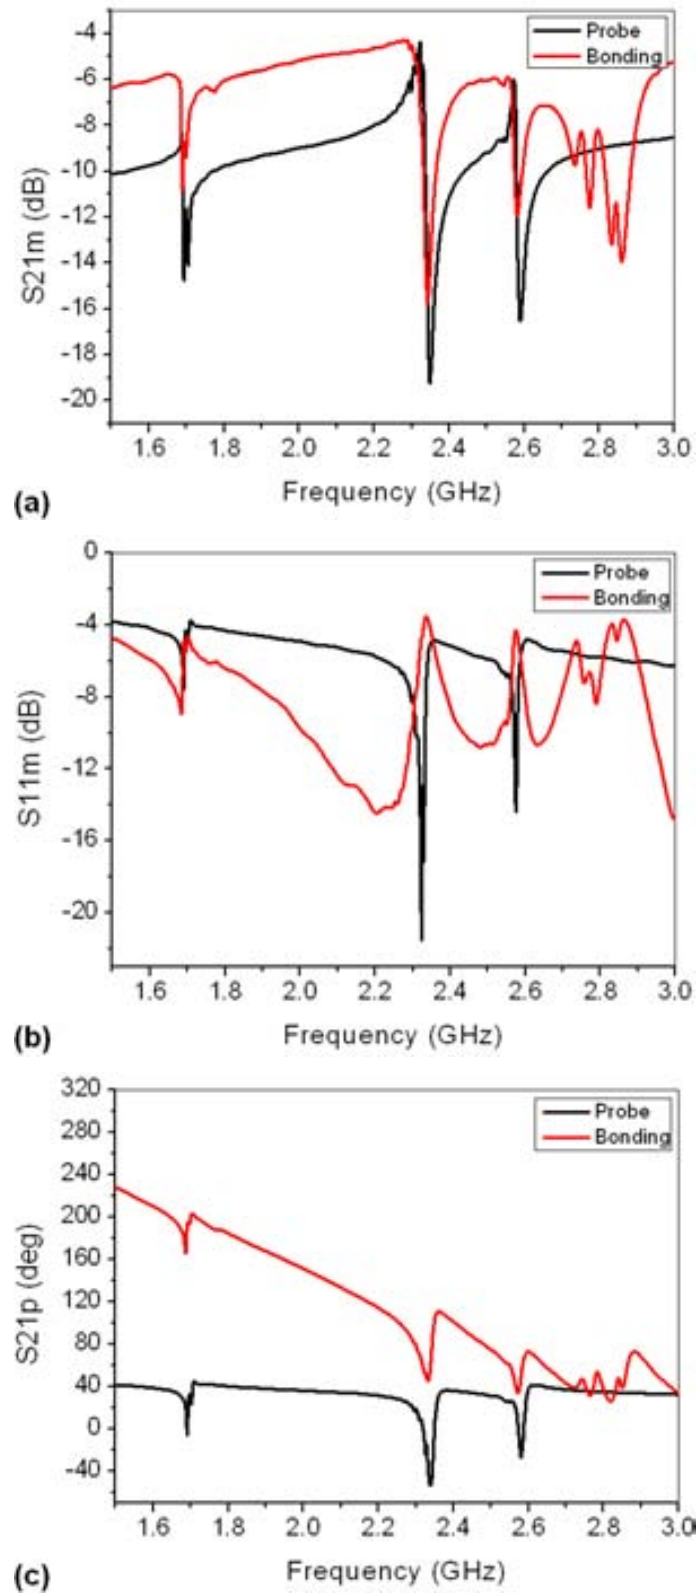 -4
-6
-8
-10
-12
-14
-16
-18
-20
S21m (dB)
Probe
Bonding
1.6 1.8 2.0 2.2 2.4 2.6 2.8 3.0
Frequency (GHz)
(a)
0
-4
-8
-12
-16
-20
S11m (dB)
Probe
Bonding
1.6 1.8 2.0 2.2 2.4 2.6 2.8 3.0
Frequency (GHz)
(b)
320
280
240
200
160
120
80
40
0
-40
S21p (deg)
Probe
Bonding
1.6 1.8 2.0 2.2 2.4 2.6 2.8 3.0
Frequency (GHz)
(c)